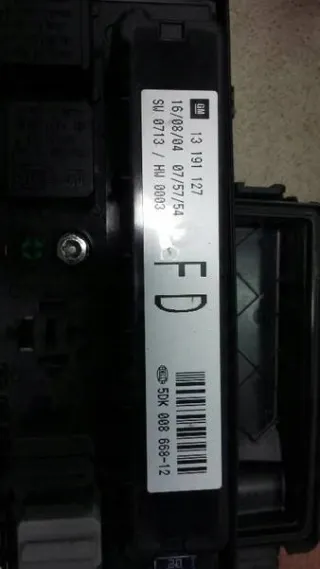 GM 13 191 127
16/08/04 07/57/54
SW 0713 / HW 0003
FD
HELLA 5DK 008 668-12